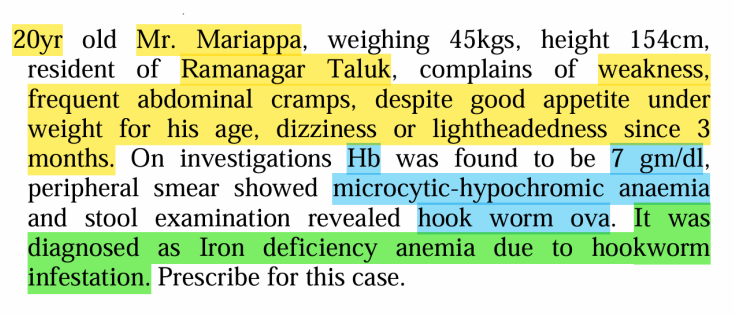 20yr old Mr. Mariappa, weighing 45kgs, height 154cm,
resident of Ramanagar Taluk, complains of weakness,
frequent abdominal cramps, despite good appetite under
weight for his age, dizziness or lightheadedness since 3
months. On investigations Hb was found to be 7 gm/dl,
peripheral smear showed microcytic-hypochromic anaemia
and stool examination revealed hook worm ova. It was
diagnosed as Iron deficiency anemia due to hookworm
infestation. Prescribe for this case.